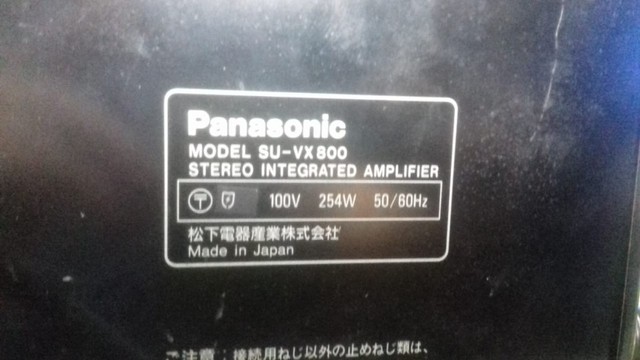 Panasonic
MODEL SU-VX800
STEREO INTEGRATED AMPLIFIER
〒 100V 254W 50/60Hz
松下電器産業株式会社
Made in Japan
ご注意:接続用ねじ以外の止めねじ類は、